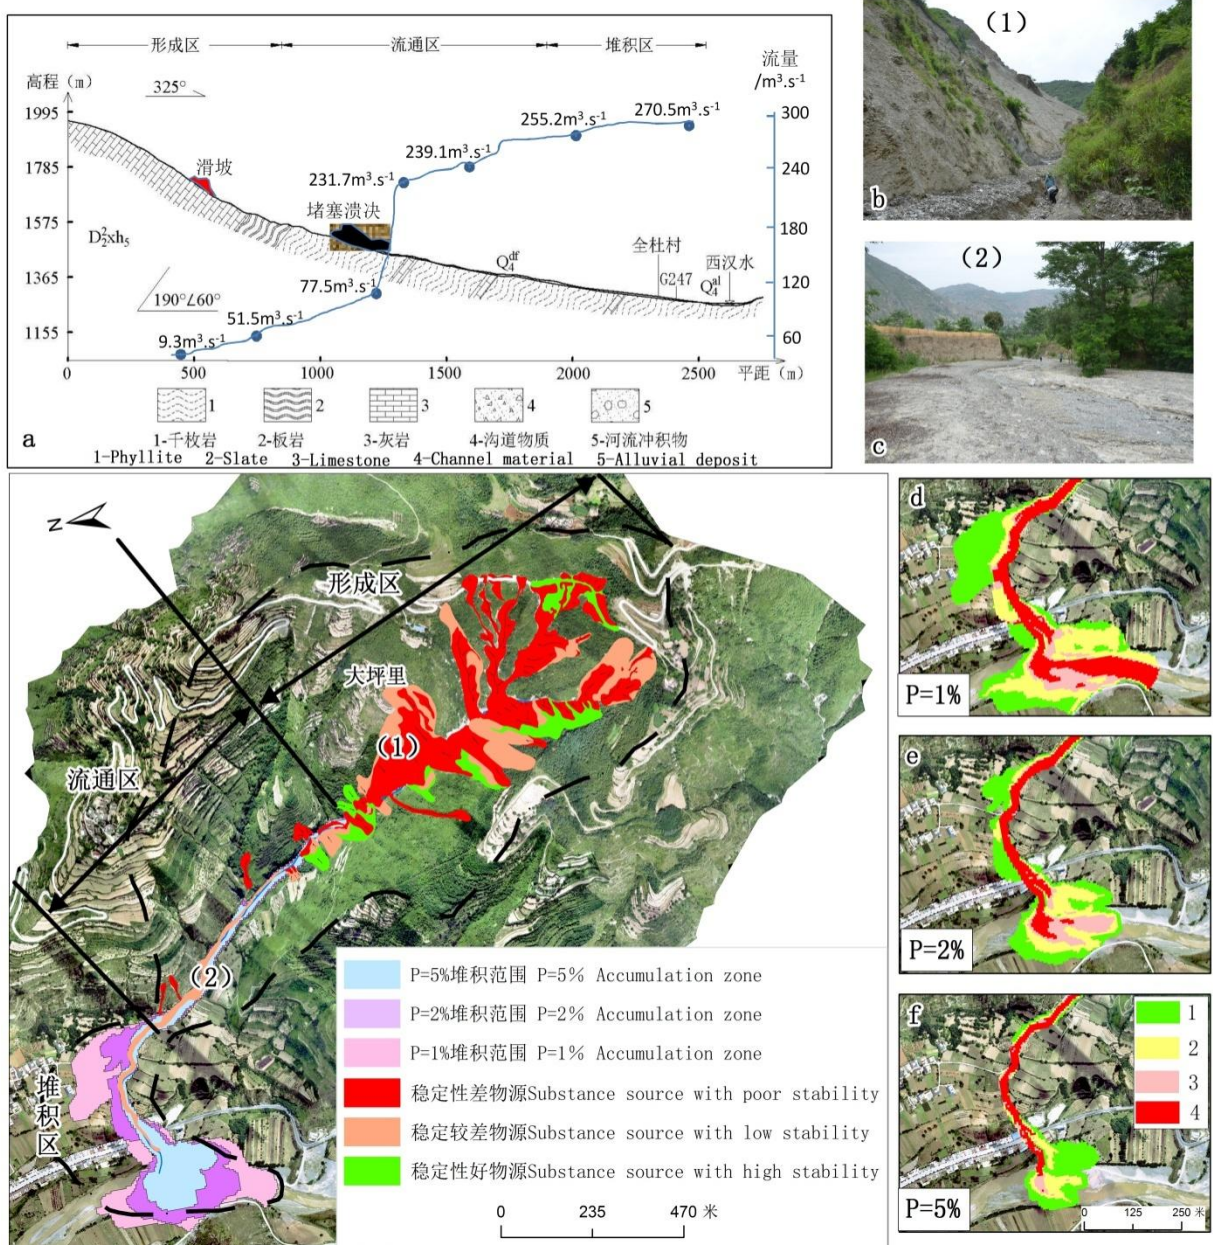 形成区 流通区 堆积区
高程（m）
流量
/m³.s⁻¹
325°
1995
1785
1575
1365
1155
300
240
180
120
60
270.5m³.s⁻¹
255.2m³.s⁻¹
239.1m³.s⁻¹
231.7m³.s⁻¹
滑坡
堵塞溃决
D₂²xh₅
190°∠60°
77.5m³.s⁻¹
51.5m³.s⁻¹
9.3m³.s⁻¹
Q₄ᵈᶠ
全杜村
G247
Q₄ᵃˡ
西汉水
0 500 1000 1500 2000 2500 平距（m）
1 2 3 4 5
1-千枚岩 2-板岩 3-灰岩 4-沟道物质 5-河流冲积物
1-Phyllite 2-Slate 3-Limestone 4-Channel material 5-Alluvial deposit
a
（1）
b
（2）
c
N
形成区
大坪里
（1）
流通区
（2）
堆积区
P=5%堆积范围 P=5% Accumulation zone
P=2%堆积范围 P=2% Accumulation zone
P=1%堆积范围 P=1% Accumulation zone
稳定性差物源Substance source with poor stability
稳定较差物源Substance source with low stability
稳定性好物源Substance source with high stability
0 235 470 米
d
P=1%
e
P=2%
f
1
2
3
4
P=5%
0 125 250 米